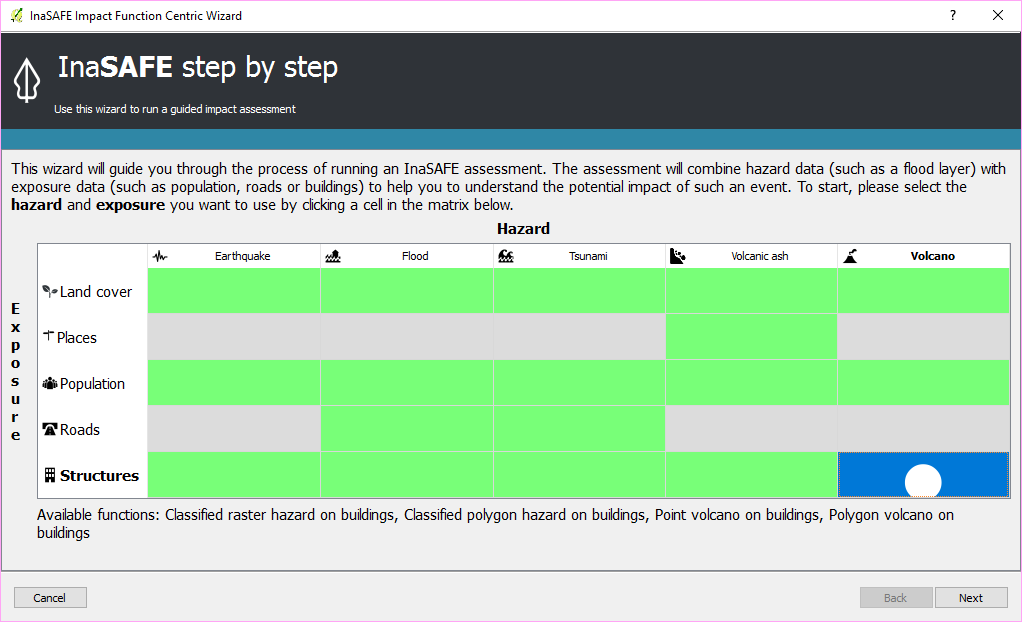 InaSAFE Impact Function Centric Wizard
?
InaSAFE step by step
Use this wizard to run a guided impact assessment
This wizard will guide you through the process of running an InaSAFE assessment. The assessment will combine hazard data (such as a flood layer) with
exposure data (such as population, roads or buildings) to help you to understand the potential impact of such an event. To start, please select the
hazard and exposure you want to use by clicking a cell in the matrix below.
Hazard
Earthquake Flood Tsunami Volcanic ash Volcano
Exposure
Land cover
Places
Population
Roads
Structures
Available functions: Classified raster hazard on buildings, Classified polygon hazard on buildings, Point volcano on buildings, Polygon volcano on
buildings
Cancel Back Next